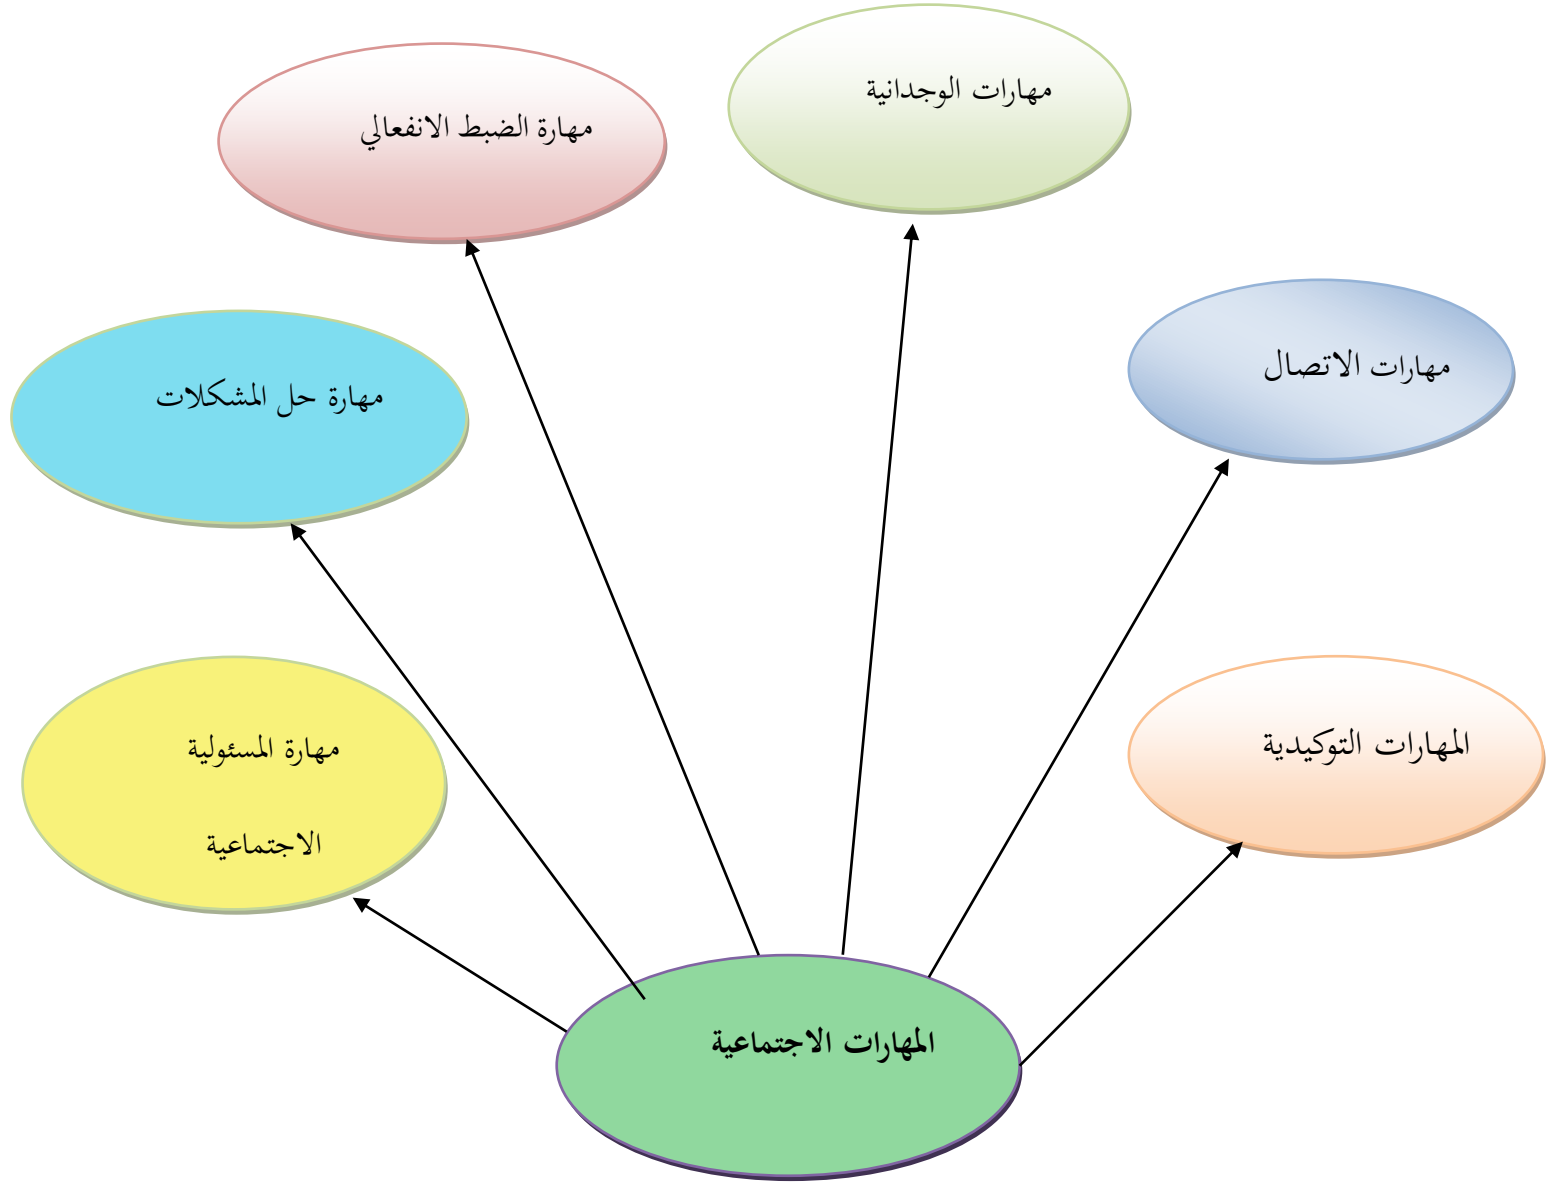 مهارات الوجدانية
مهارة الضبط الانفعالي
مهارات الاتصال
مهارة حل المشكلات
المهارات التوكيدية
مهارة المسئولية
الاجتماعية
المهارات الاجتماعية